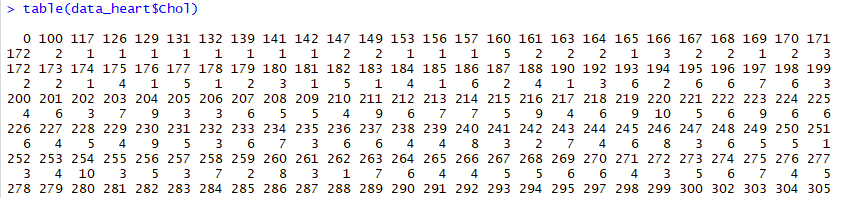 > table(data_heart$Chol)
0 100 117 126 129 131 132 139 141 142 147 149 153 156 157 160 161 163 164 165 166 167 168 169 170 171
172 2 1 1 1 1 1 1 1 1 2 2 1 1 1 5 2 2 2 1 3 2 2 1 2 3
172 173 174 175 176 177 178 179 180 181 182 183 184 185 186 187 188 190 192 193 194 195 196 197 198 199
2 2 1 4 1 5 1 2 3 1 5 1 4 1 6 2 4 1 3 6 2 6 6 7 6 3
200 201 202 203 204 205 206 207 208 209 210 211 212 213 214 215 216 217 218 219 220 221 222 223 224 225
4 6 3 7 9 3 3 6 5 5 4 9 6 7 7 5 9 4 6 9 10 5 6 9 6 6
226 227 228 229 230 231 232 233 234 235 236 237 238 239 240 241 242 243 244 245 246 247 248 249 250 251
6 4 5 4 9 5 3 6 7 3 6 6 4 4 8 3 2 7 4 6 8 3 6 5 5 1
252 253 254 255 256 257 258 259 260 261 262 263 264 265 266 267 268 269 270 271 272 273 274 275 276 277
3 4 10 3 5 3 7 2 8 3 1 7 6 4 4 5 5 6 6 4 3 5 6 7 4 5
278 279 280 281 282 283 284 285 286 287 288 289 290 291 292 293 294 295 297 298 299 300 302 303 304 305